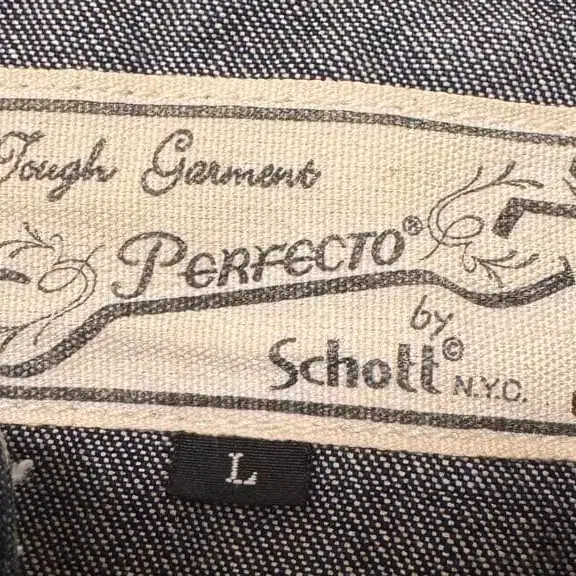 Tough Garment
PERFECTO®
by
Schott© N.Y.C.
L